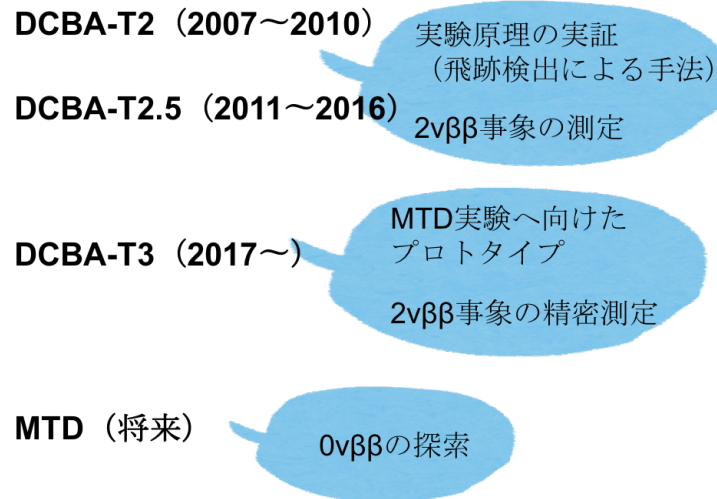 DCBA-T2（2007～2010）
実験原理の実証
（飛跡検出による手法）
DCBA-T2.5（2011～2016）
2νββ事象の測定
MTD実験へ向けた
プロトタイプ
DCBA-T3（2017～）
2νββ事象の精密測定
MTD（将来）
0νββの探索